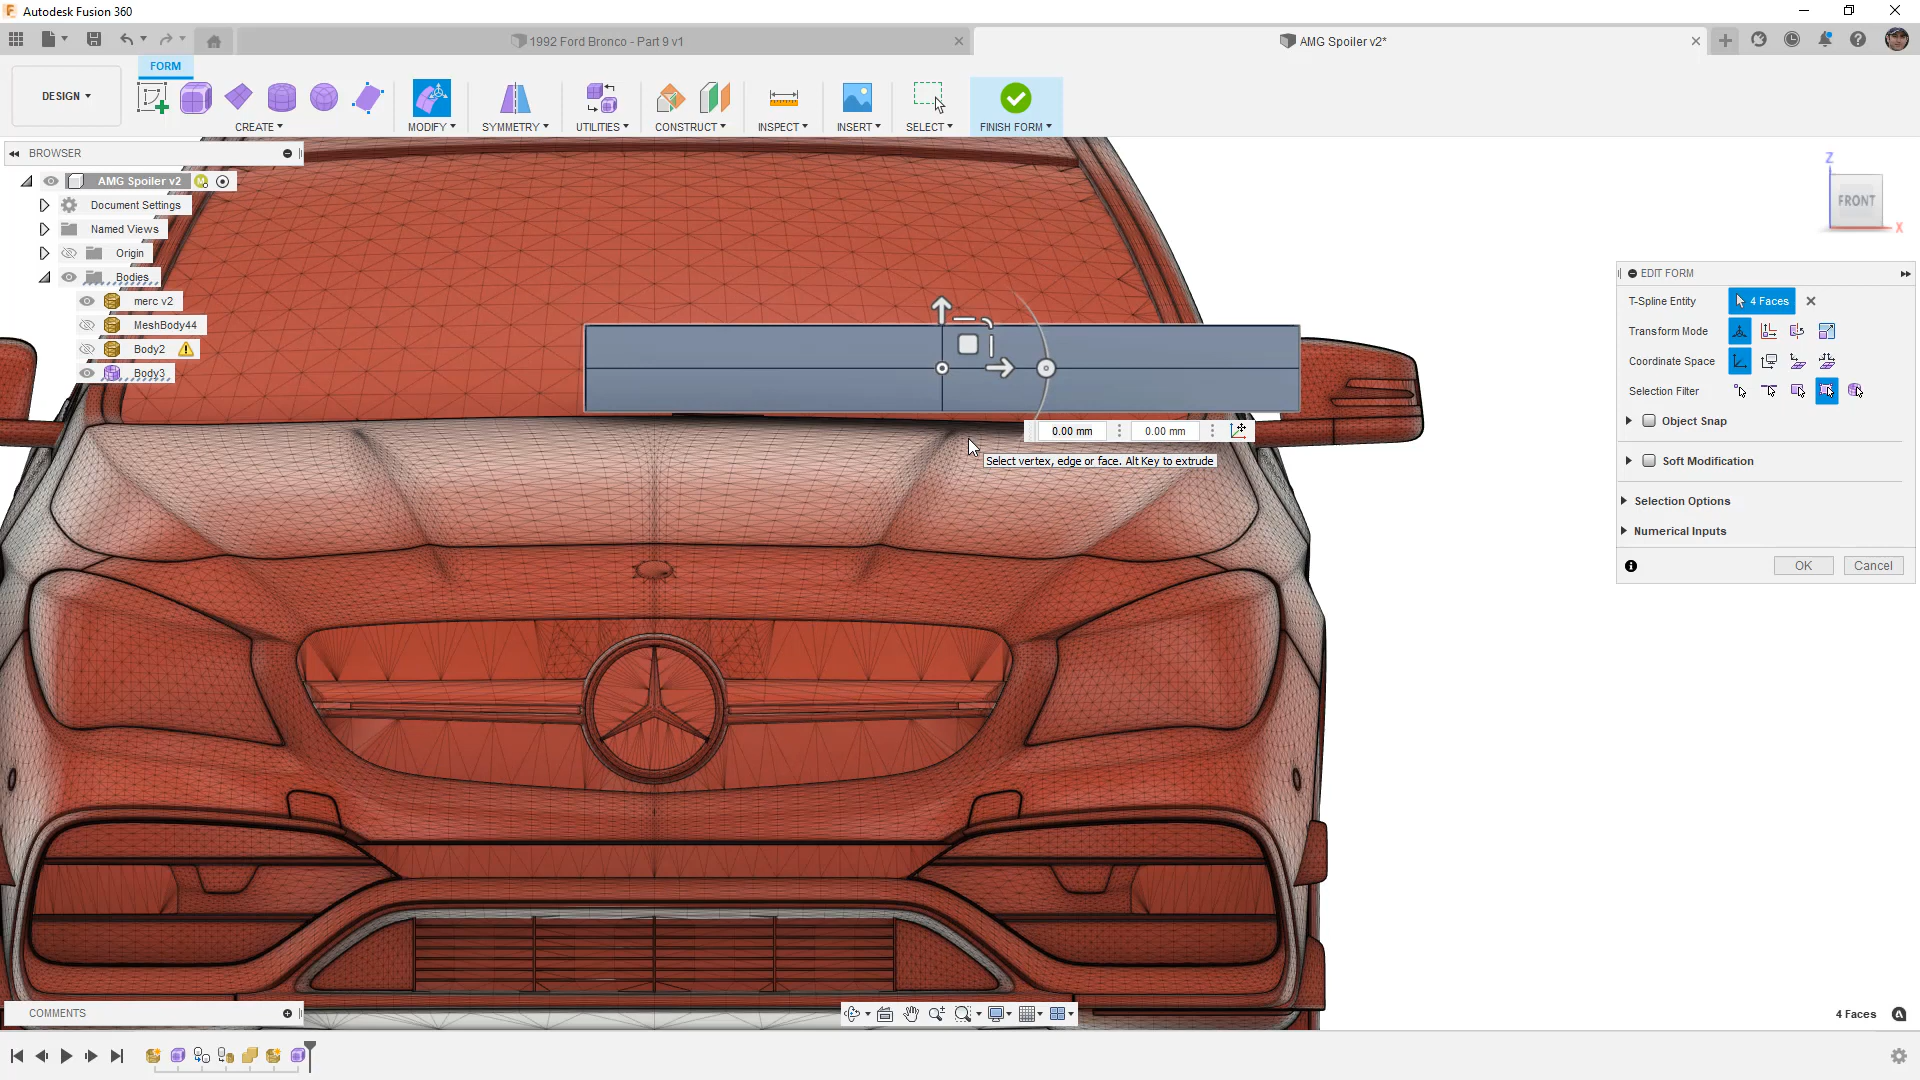 Autodesk Fusion 360
1992 Ford Bronco - Part 9 v1
AMG Spoiler v2*
FORM
DESIGN
CREATE
MODIFY
SYMMETRY
UTILITIES
CONSTRUCT
INSPECT
INSERT
SELECT
FINISH FORM
BROWSER
AMG Spoiler v2
Document Settings
Named Views
Origin
Bodies
merc v2
MeshBody44
Body2
Body3
Z
FRONT
X
EDIT FORM
T-Spline Entity
4 Faces
Transform Mode
Coordinate Space
Selection Filter
Object Snap
Soft Modification
Selection Options
Numerical Inputs
OK
Cancel
0.00 mm
0.00 mm
Select vertex, edge or face. Alt Key to extrude
COMMENTS
4 Faces